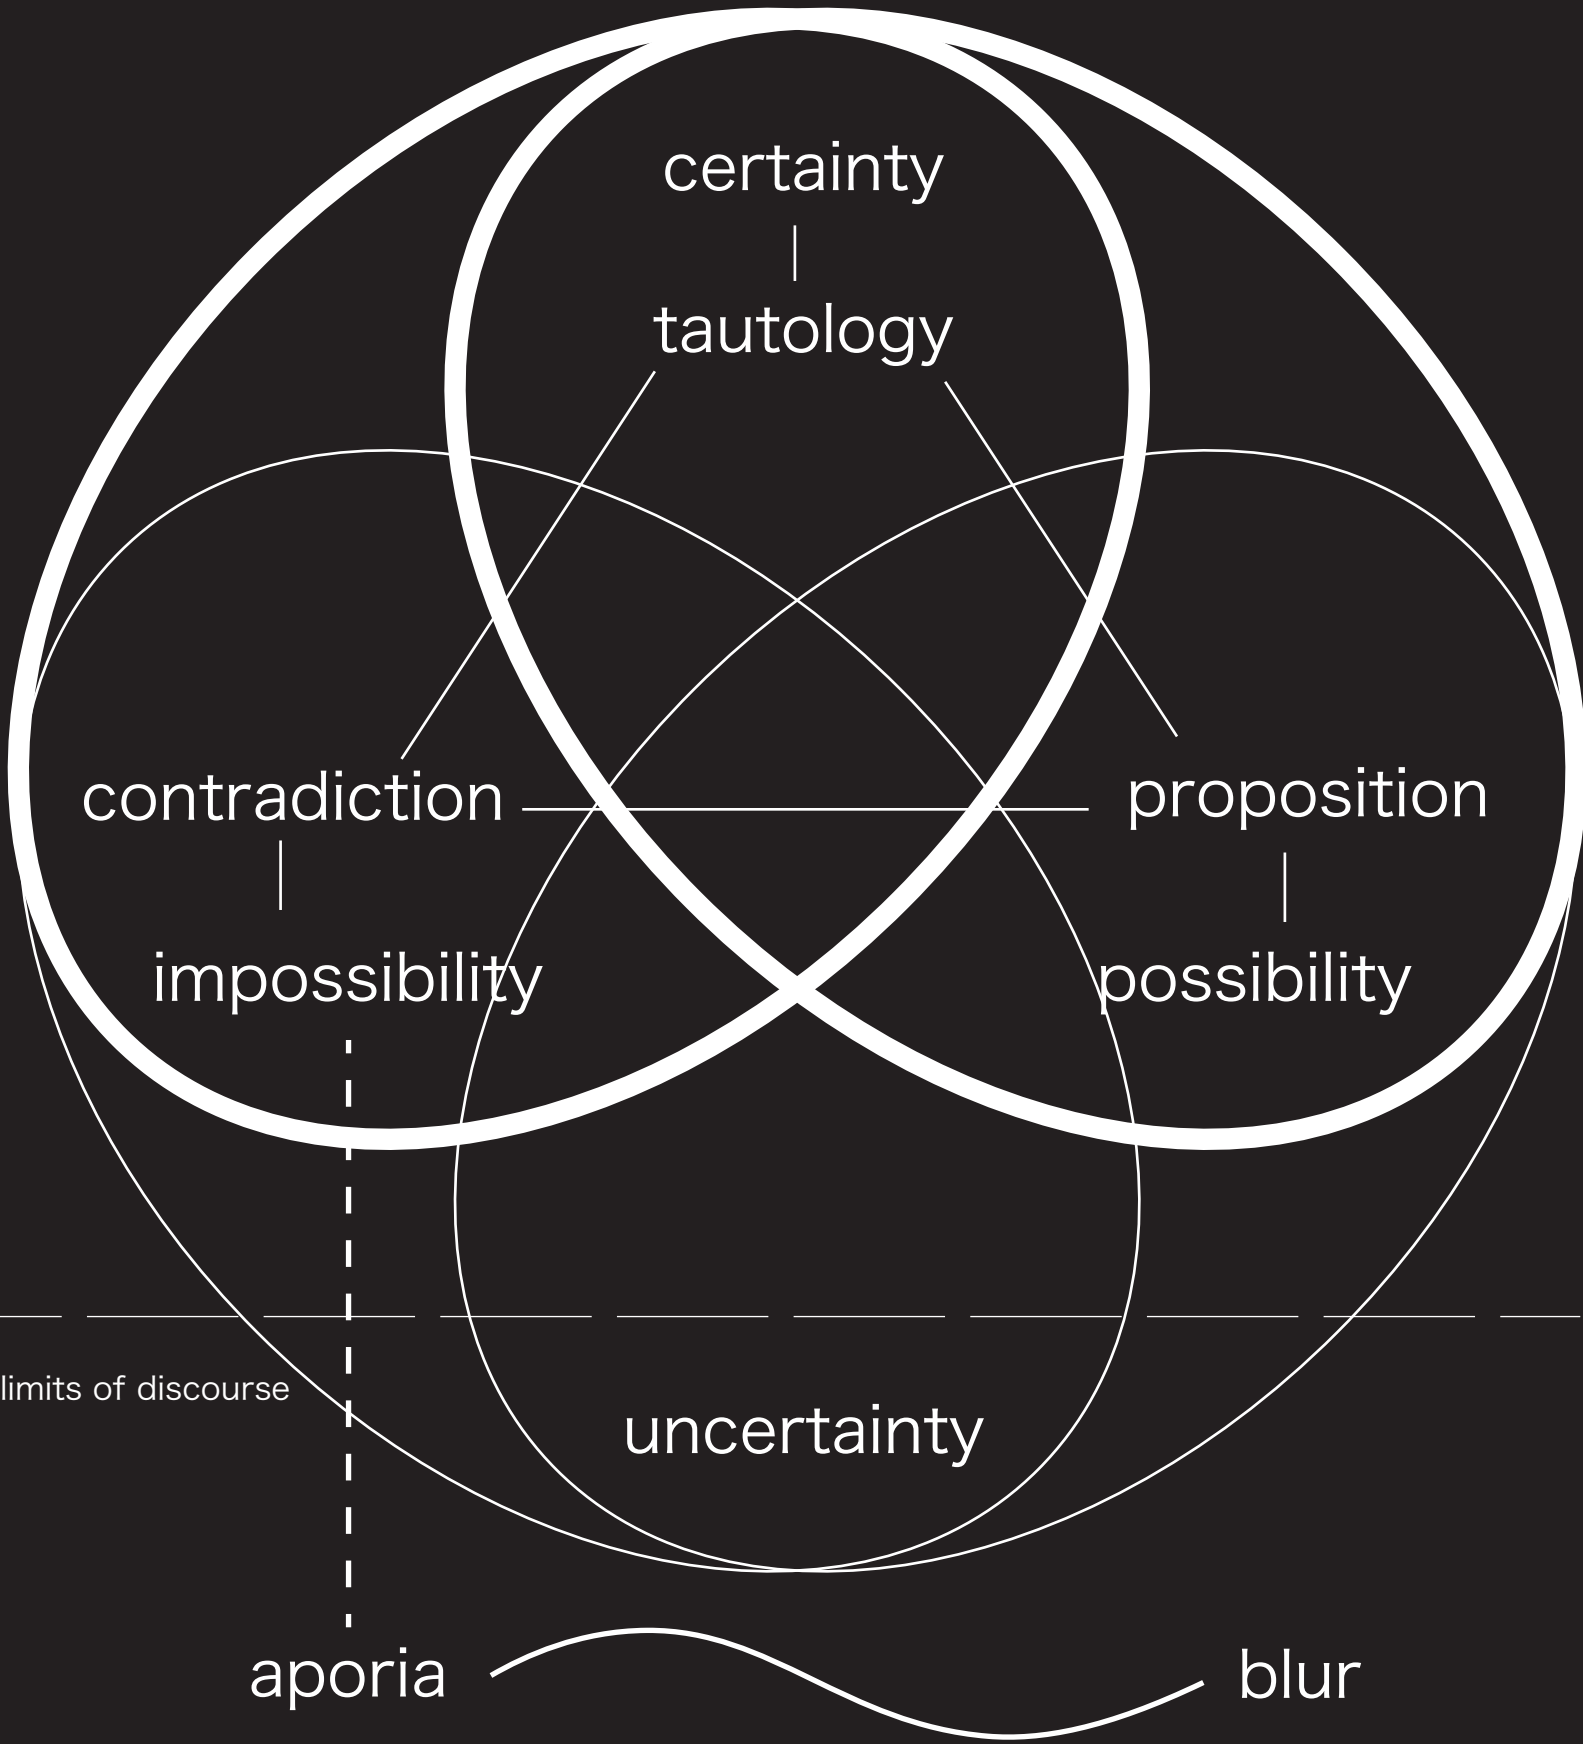 certainty
tautology
contradiction
proposition
impossibility
possibility
limits of discourse
uncertainty
aporia
blur